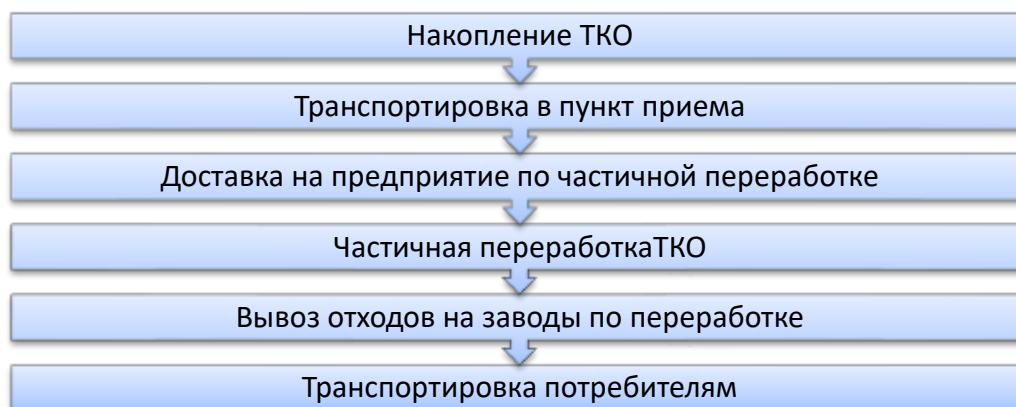 Накопление ТКО
Транспортировка в пункт приема
Доставка на предприятие по частичной переработке
Частичная переработкаТКО
Вывоз отходов на заводы по переработке
Транспортировка потребителям